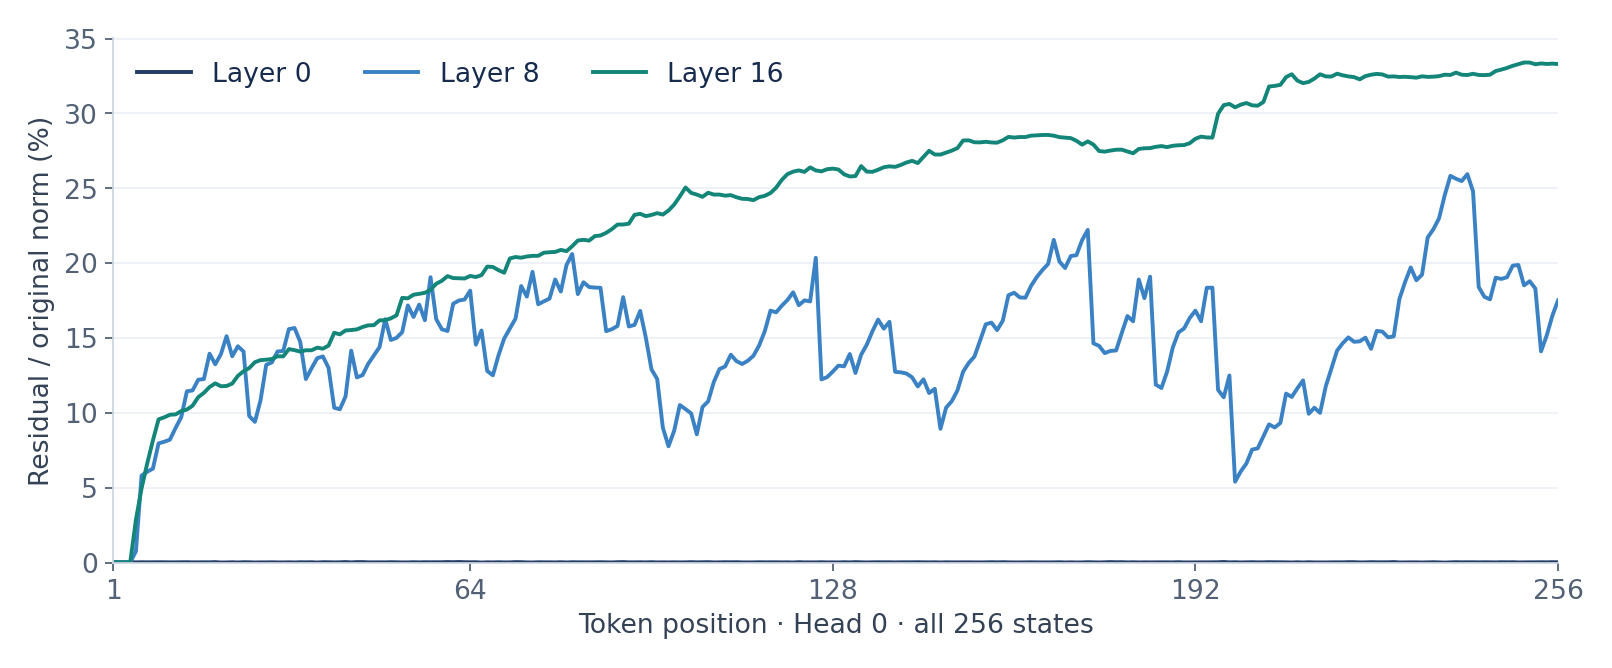 Residual / original norm (%)
35
30
25
20
15
10
5
0
Layer 0 Layer 8 Layer 16
1 64 128 192 256
Token position · Head 0 · all 256 states